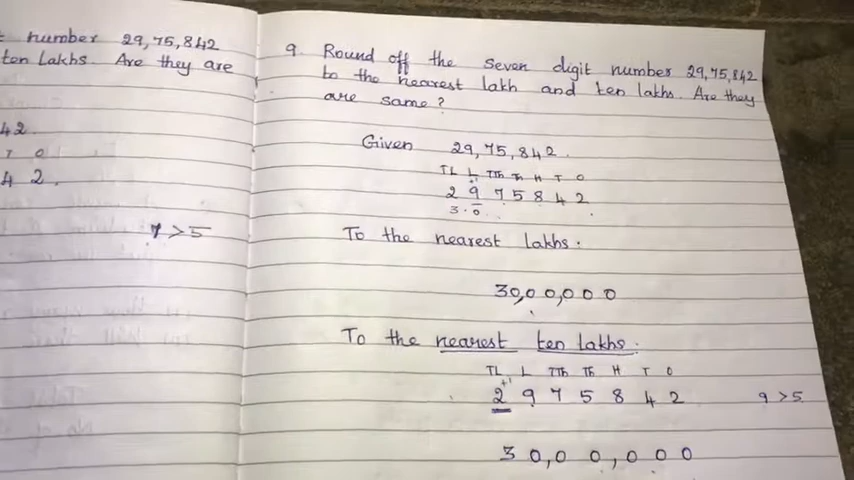 t number 29,75,842
ten Lakhs. Are they are
42.
T O
4 2.
7 > 5
9. Round off the seven digit number 29,75,842
to the nearest lakh and ten lakhs. Are they
are same?
Given 29,75,842.
TL L TTh Th H T O
2 9 7 5 8 4 2
3 0
To the nearest lakhs.
30,00,000
To the nearest ten lakhs.
TL L TTh Th H T O
+1
2 9 7 5 8 4 2 9 > 5
30,00,000